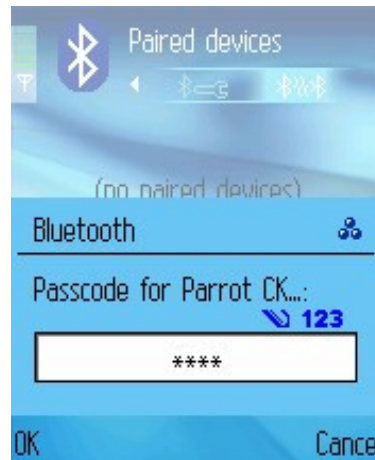 Paired devices
(no paired devices)
Bluetooth
Passcode for Parrot CK...:
123
****
OK Cance